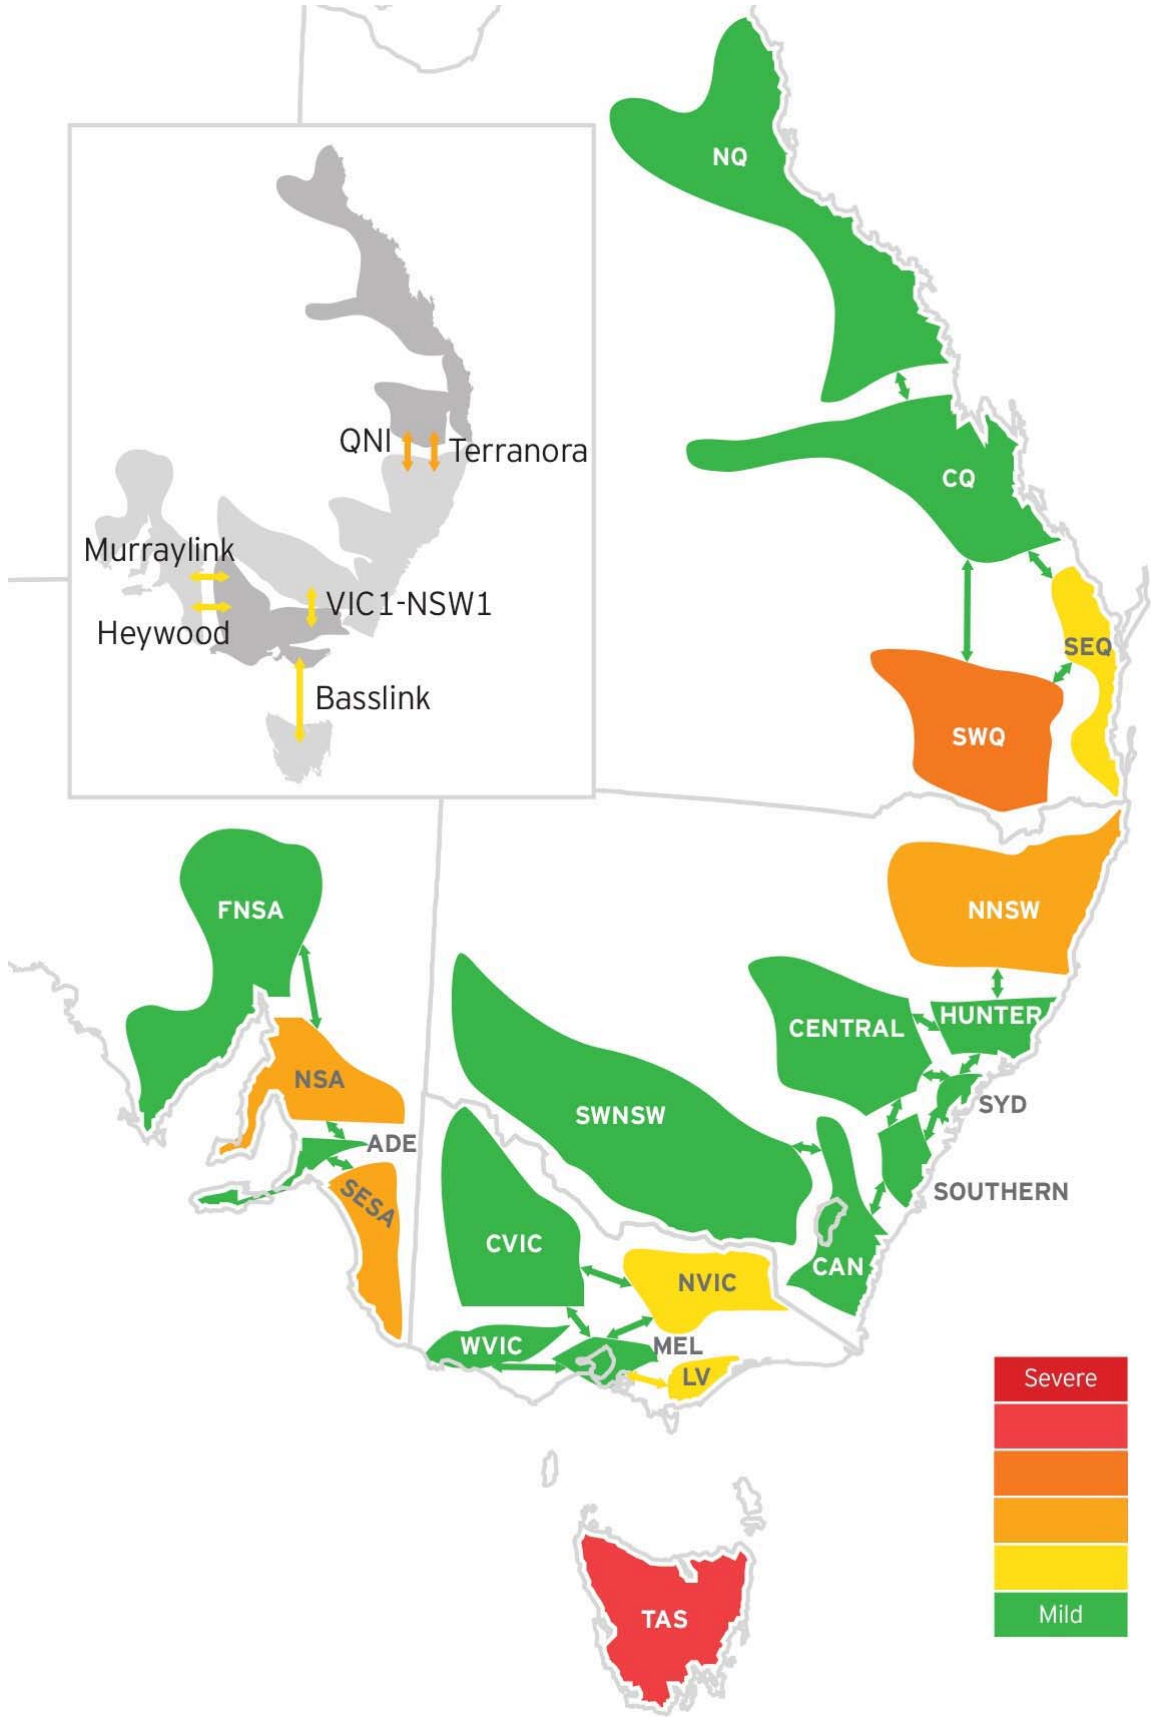 NQ
QNI
Terranora
CQ
Murraylink
VIC1-NSW1
Heywood
SEQ
Basslink
SWQ
FNSA
NNSW
HUNTER
CENTRAL
NSA
SYD
SWNSW
ADE
SOUTHERN
SESA
CVIC
CAN
NVIC
WVIC
MEL
LV
Severe
Mild
TAS